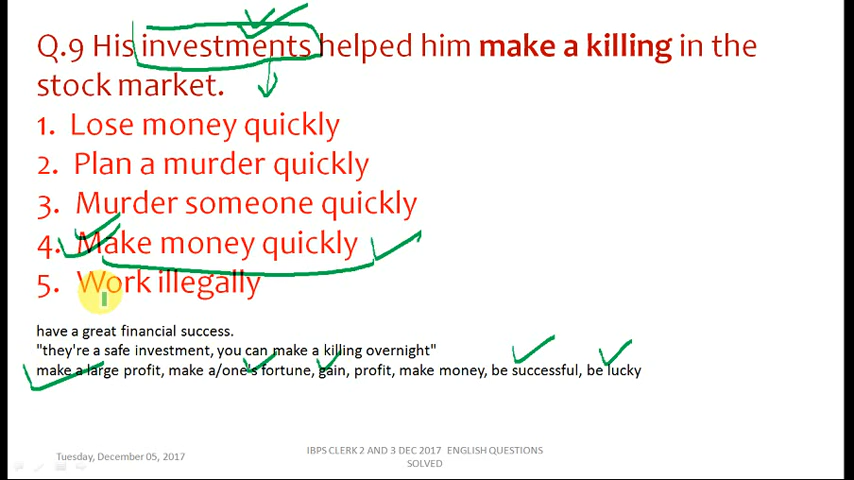 Q.9 His investments helped him make a killing in the
stock market.
1. Lose money quickly
2. Plan a murder quickly
3. Murder someone quickly
4. Make money quickly
5. Work illegally
have a great financial success.
"they're a safe investment, you can make a killing overnight"
make a large profit, make a/one's fortune, gain, profit, make money, be successful, be lucky
Tuesday, December 05, 2017
IBPS CLERK 2 AND 3 DEC 2017 ENGLISH QUESTIONS
SOLVED